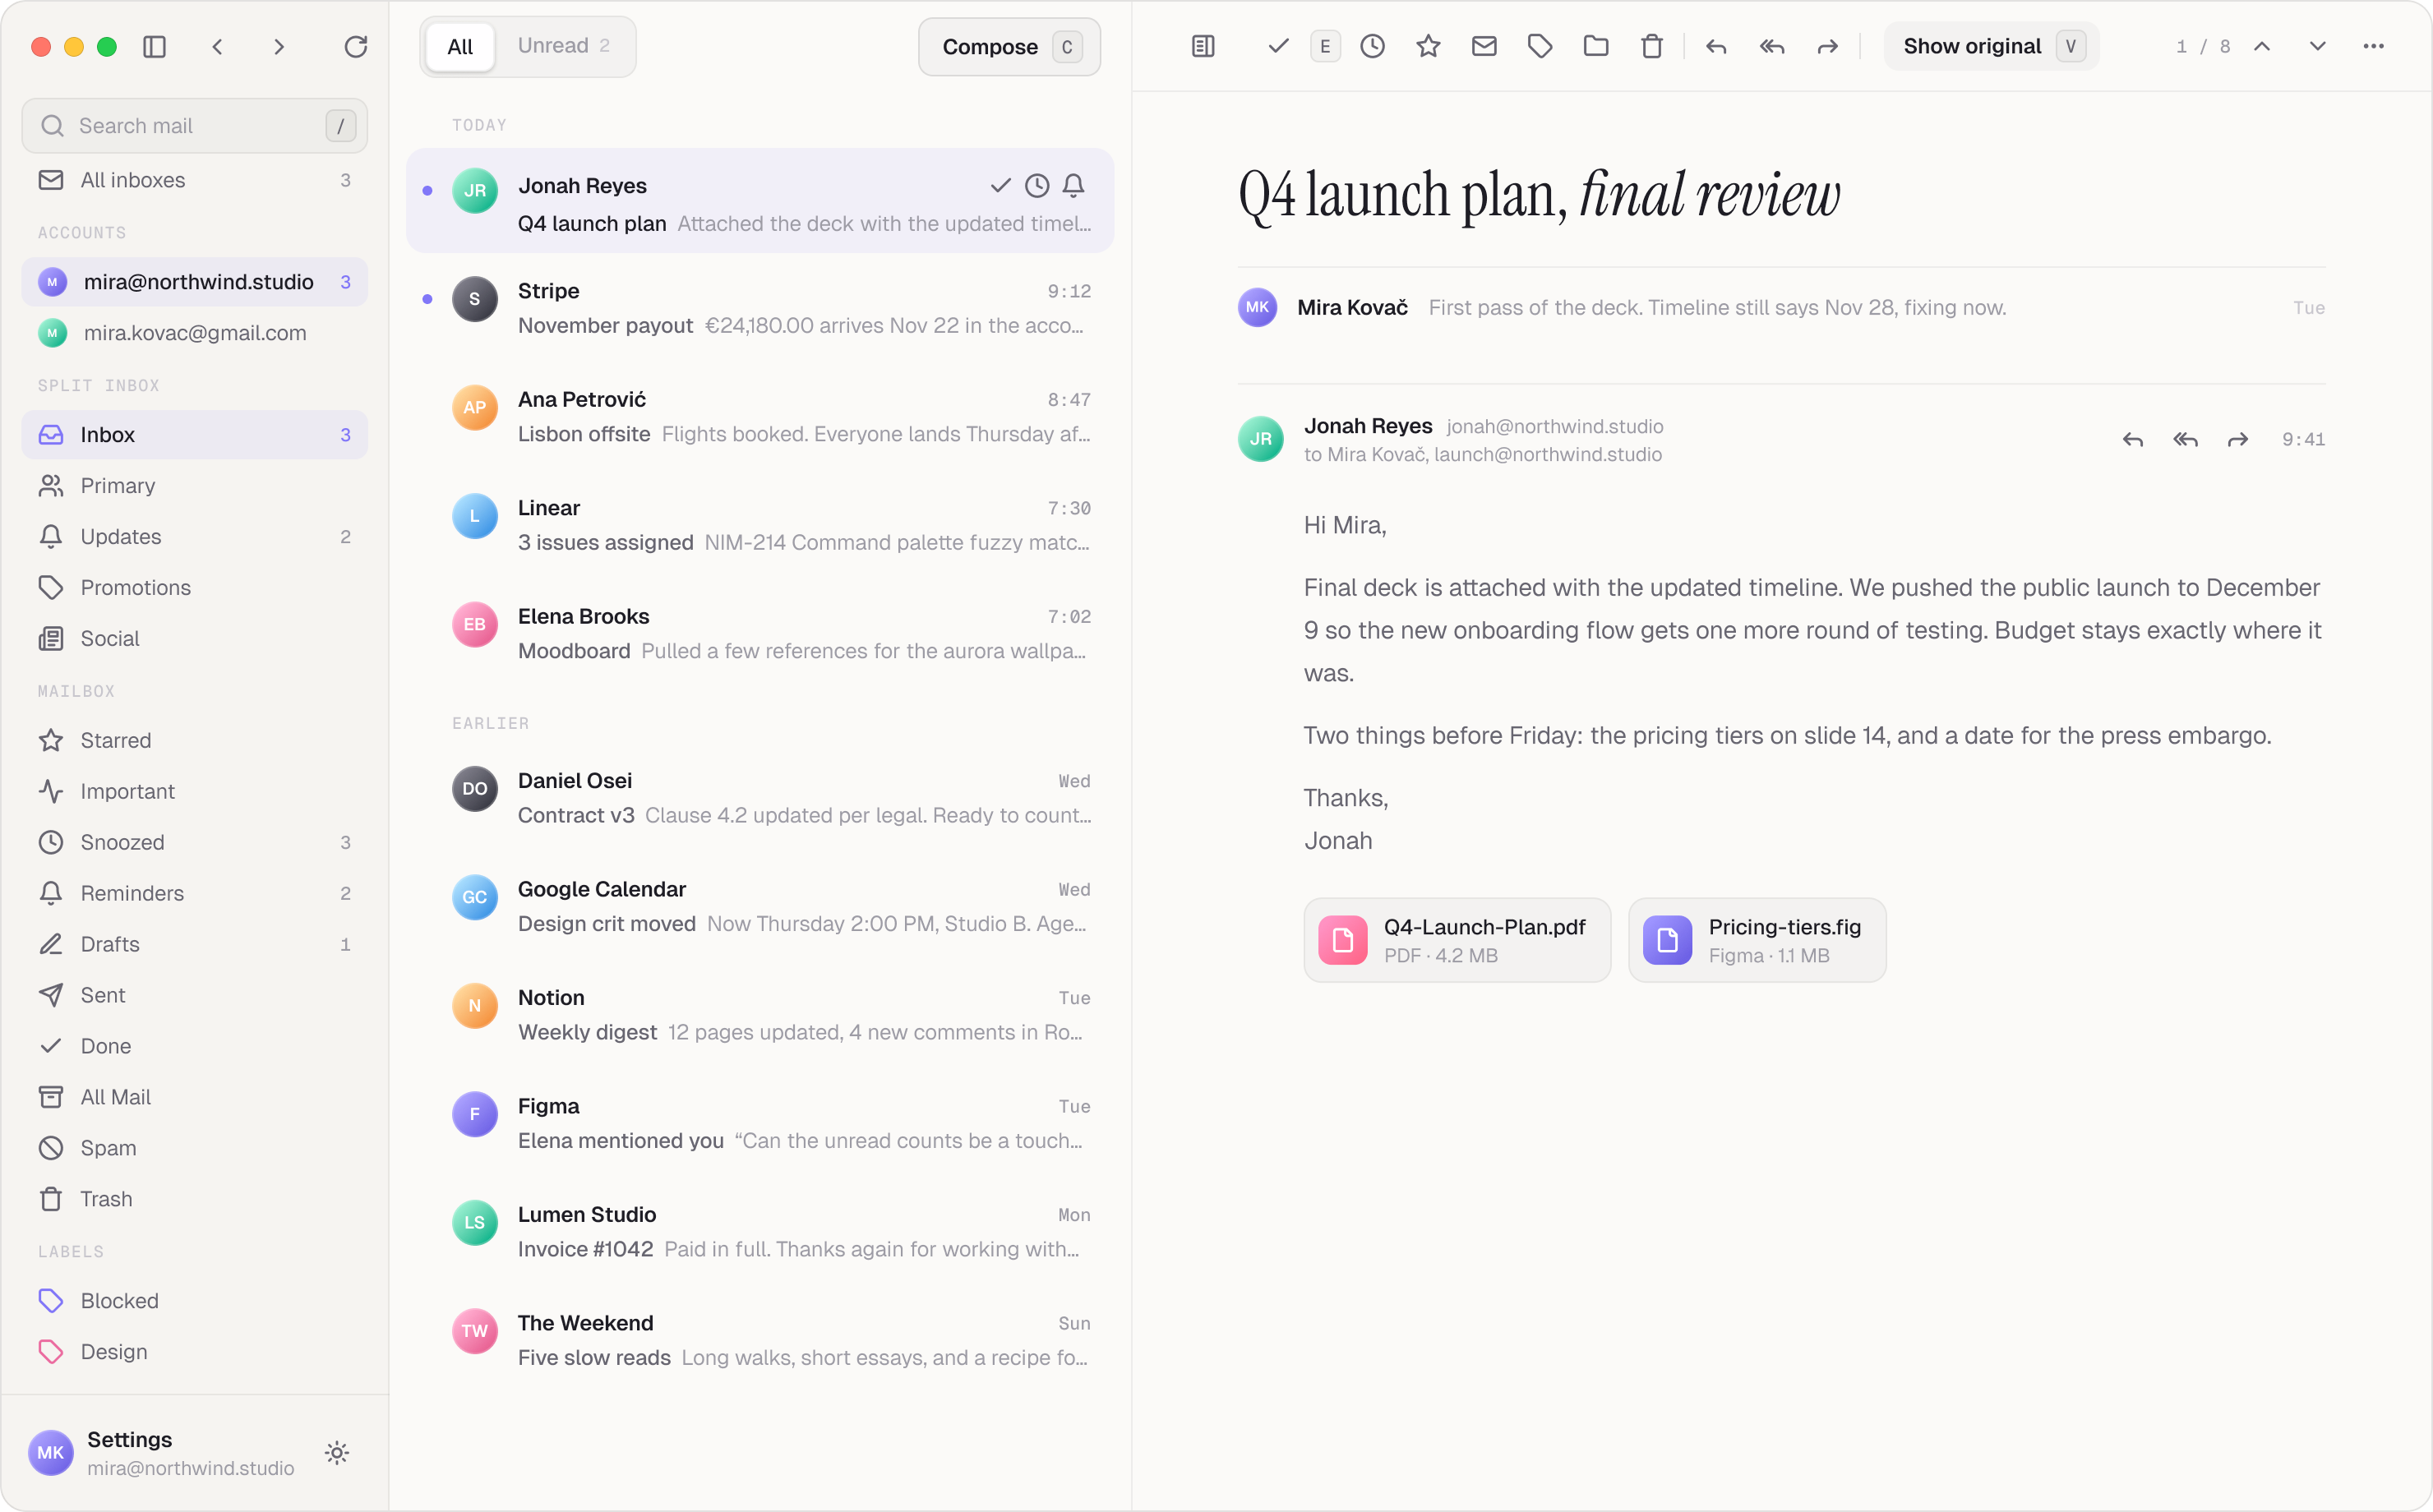 Search mail /
All inboxes 3
ACCOUNTS
M mira@northwind.studio 3
M mira.kovac@gmail.com
SPLIT INBOX
Inbox 3
Primary
Updates 2
Promotions
Social
MAILBOX
Starred
Important
Snoozed 3
Reminders 2
Drafts 1
Sent
Done
All Mail
Spam
Trash
LABELS
Blocked
Design
MK Settings
mira@northwind.studio
All Unread 2 Compose C
TODAY
JR Jonah Reyes
Q4 launch plan Attached the deck with the updated timel...
S Stripe 9:12
November payout €24,180.00 arrives Nov 22 in the acco...
AP Ana Petrović 8:47
Lisbon offsite Flights booked. Everyone lands Thursday af...
L Linear 7:30
3 issues assigned NIM-214 Command palette fuzzy matc...
EB Elena Brooks 7:02
Moodboard Pulled a few references for the aurora wallpa...
EARLIER
DO Daniel Osei Wed
Contract v3 Clause 4.2 updated per legal. Ready to count...
GC Google Calendar Wed
Design crit moved Now Thursday 2:00 PM, Studio B. Age...
N Notion Tue
Weekly digest 12 pages updated, 4 new comments in Ro...
F Figma Tue
Elena mentioned you “Can the unread counts be a touch...
LS Lumen Studio Mon
Invoice #1042 Paid in full. Thanks again for working with...
TW The Weekend Sun
Five slow reads Long walks, short essays, and a recipe fo...
E Show original V 1 / 8
Q4 launch plan, final review
MK Mira Kovač First pass of the deck. Timeline still says Nov 28, fixing now. Tue
JR Jonah Reyes jonah@northwind.studio 9:41
to Mira Kovač, launch@northwind.studio
Hi Mira,
Final deck is attached with the updated timeline. We pushed the public launch to December
9 so the new onboarding flow gets one more round of testing. Budget stays exactly where it
was.
Two things before Friday: the pricing tiers on slide 14, and a date for the press embargo.
Thanks,
Jonah
Q4-Launch-Plan.pdf
PDF · 4.2 MB
Pricing-tiers.fig
Figma · 1.1 MB